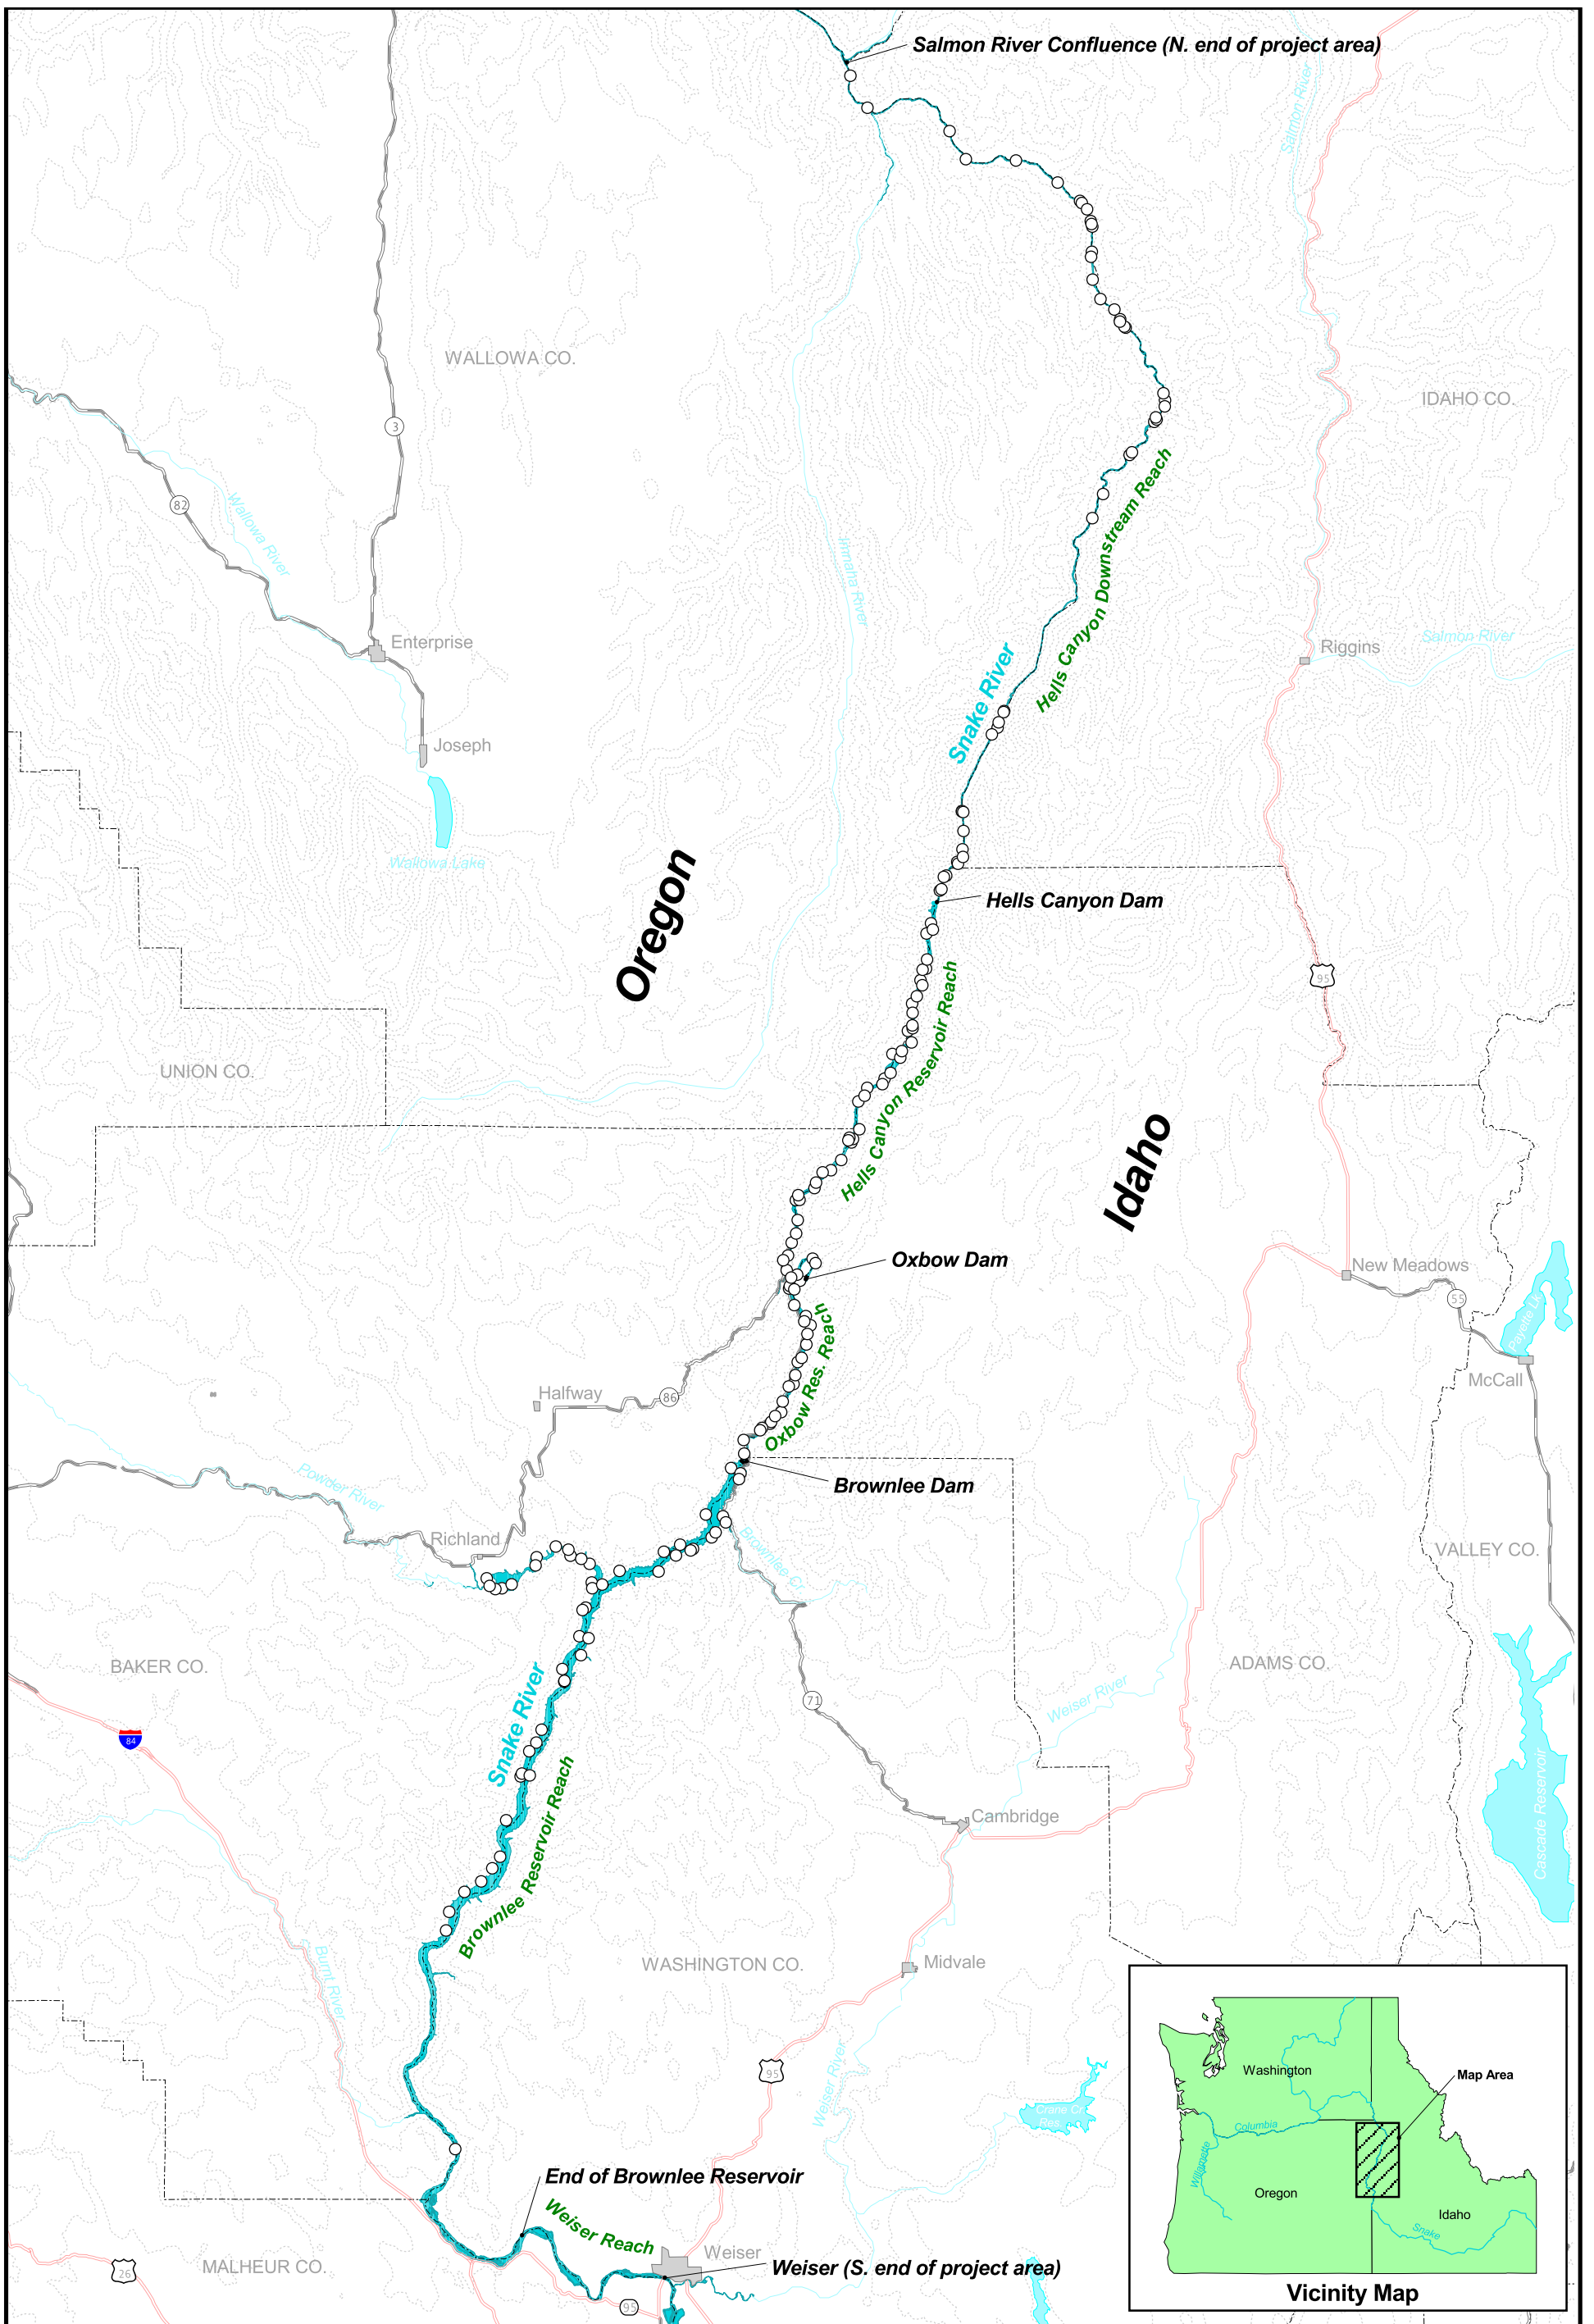 Salmon River Confluence (N. end of project area)
Salmon River
WALLOWA CO.
IDAHO CO.
3
82
Wallowa River
Imnaha River
Hells Canyon Downstream Reach
Enterprise
Riggins
Salmon River
Snake River
Joseph
Wallowa Lake
Oregon
Hells Canyon Dam
95
Hells Canyon Reservoir Reach
UNION CO.
Idaho
Oxbow Dam
New Meadows
55
Payette Lk.
McCall
Oxbow Res. Reach
Halfway
86
86
Powder River
Brownlee Dam
Richland
Brownlee Cr.
VALLEY CO.
BAKER CO.
ADAMS CO.
Snake River
71
Weiser River
84
Brownlee Reservoir Reach
Cambridge
Cascade Reservoir
Burnt River
WASHINGTON CO.
Midvale
95
Weiser River
Crane Cr.
Res.
End of Brownlee Reservoir
Weiser Reach
Weiser
MALHEUR CO.
26
Weiser (S. end of project area)
95
Washington
Map Area
Columbia
Willamette
Oregon
Idaho
Snake
Vicinity Map